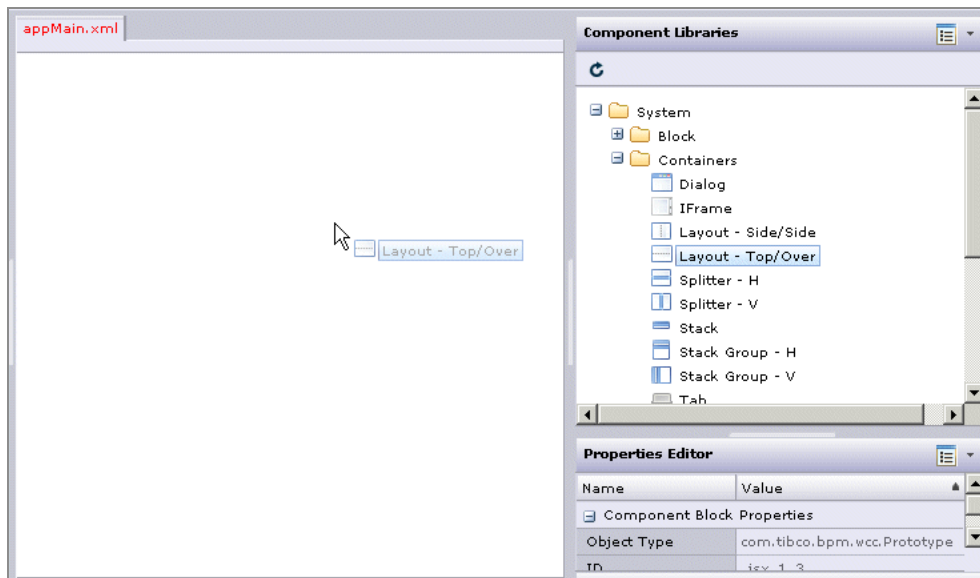 appMain.xml
Component Libraries
System
Block
Containers
Dialog
IFrame
Layout - Side/Side
Layout - Top/Over
Layout - Top/Over
Splitter - H
Splitter - V
Stack
Stack Group - H
Stack Group - V
Tab
Properties Editor
Name Value
Component Block Properties
Object Type com.tibco.bpm.wcc.Prototype
ID _jsx_1_3